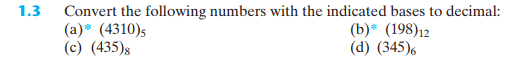 1.3 Convert the following numbers with the indicated bases to decimal:
(a)* (4310)₅ (b)* (198)₁₂
(c) (435)₈ (d) (345)₆